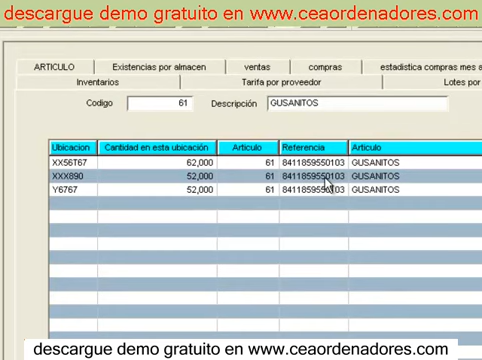 descargue demo gratuito en www.ceaordenadores.com
ARTICULO Existencias por almacen ventas compras estadistica compras mes a
Inventarios Tarifa por proveedor Lotes por
Codigo 61 Descripción GUSANITOS
Ubicacion Cantidad en esta ubicación Articulo Referencia Articulo
XX56T67 62,000 61 8411859550103 GUSANITOS
XXX890 52,000 61 8411859550103 GUSANITOS
Y6767 52,000 61 8411859550103 GUSANITOS
descargue demo gratuito en www.ceaordenadores.com